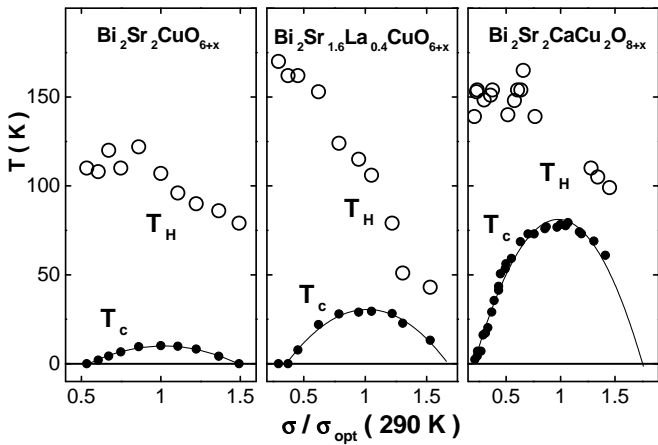 Bi2Sr2CuO6+x
Bi2Sr1.6La0.4CuO6+x
Bi2Sr2CaCu2O8+x
T ( K )
150
100
50
0
TH
Tc
TH
Tc
TH
Tc
0.5 1 1.5
0.5 1 1.5
0.5 1 1.5
σ / σopt ( 290 K )